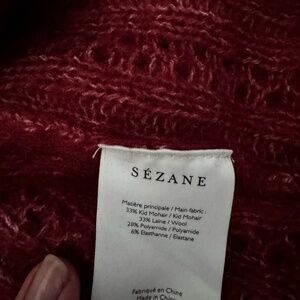 SÉZANE
Matière principale / Main fabric :
33% Kid Mohair / Kid Mohair
33% Laine / Wool
28% Polyamide / Polyamide
6% Elasthanne / Elastane
Fabriqué en Chine
Made in China